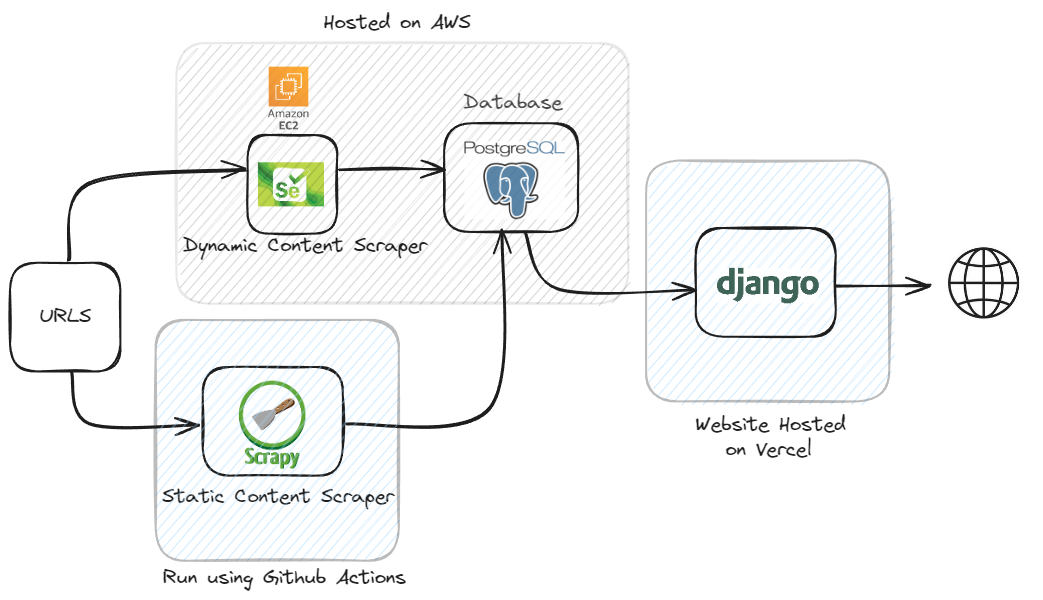 Hosted on AWS
Amazon
EC2
Database
PostgreSQL
Se
Dynamic Content Scraper
URLS
django
Scrapy
Static Content Scraper
Website Hosted
on Vercel
Run using Github Actions